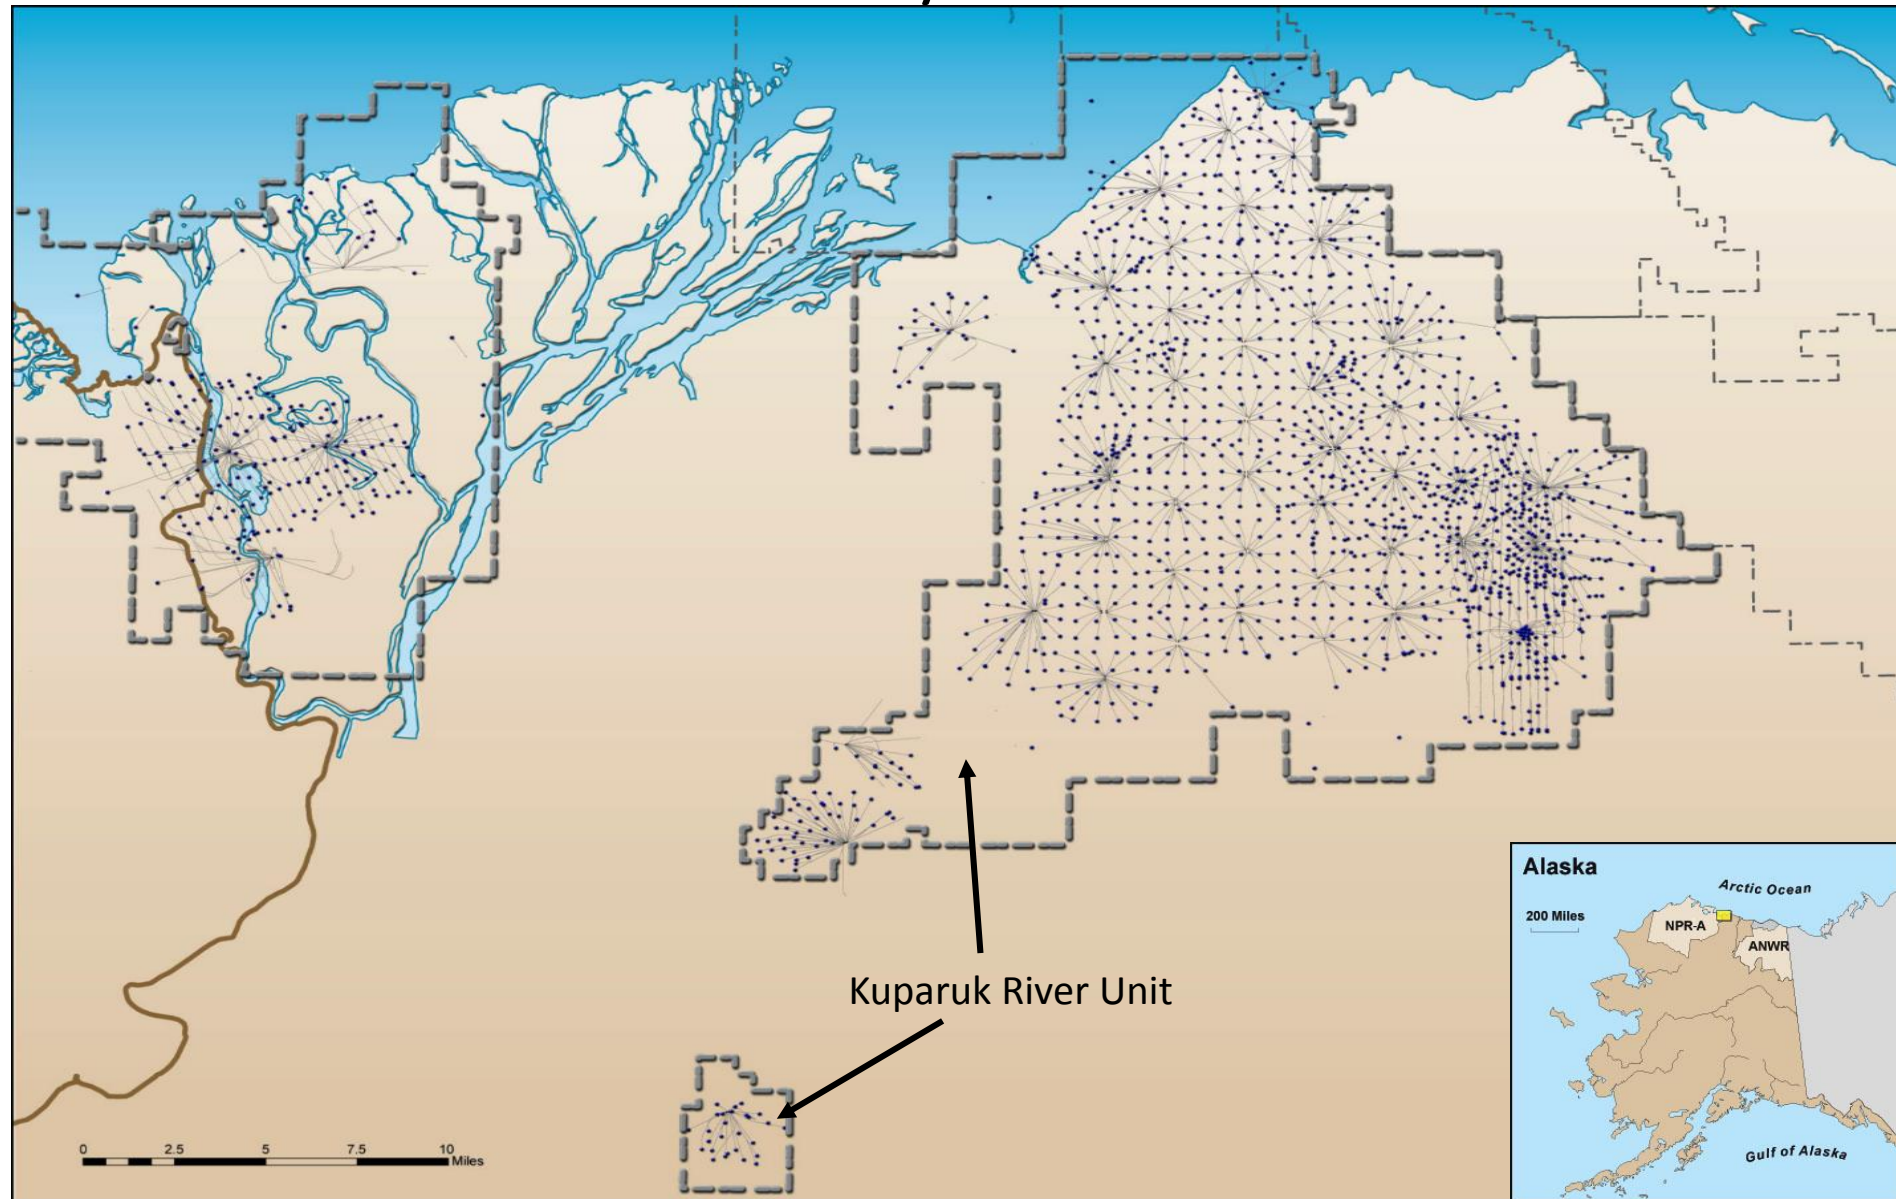 Kuparuk River Unit
0 2.5 5 7.5 10
Miles
Alaska
Arctic Ocean
200 Miles
NPR-A
ANWR
Gulf of Alaska